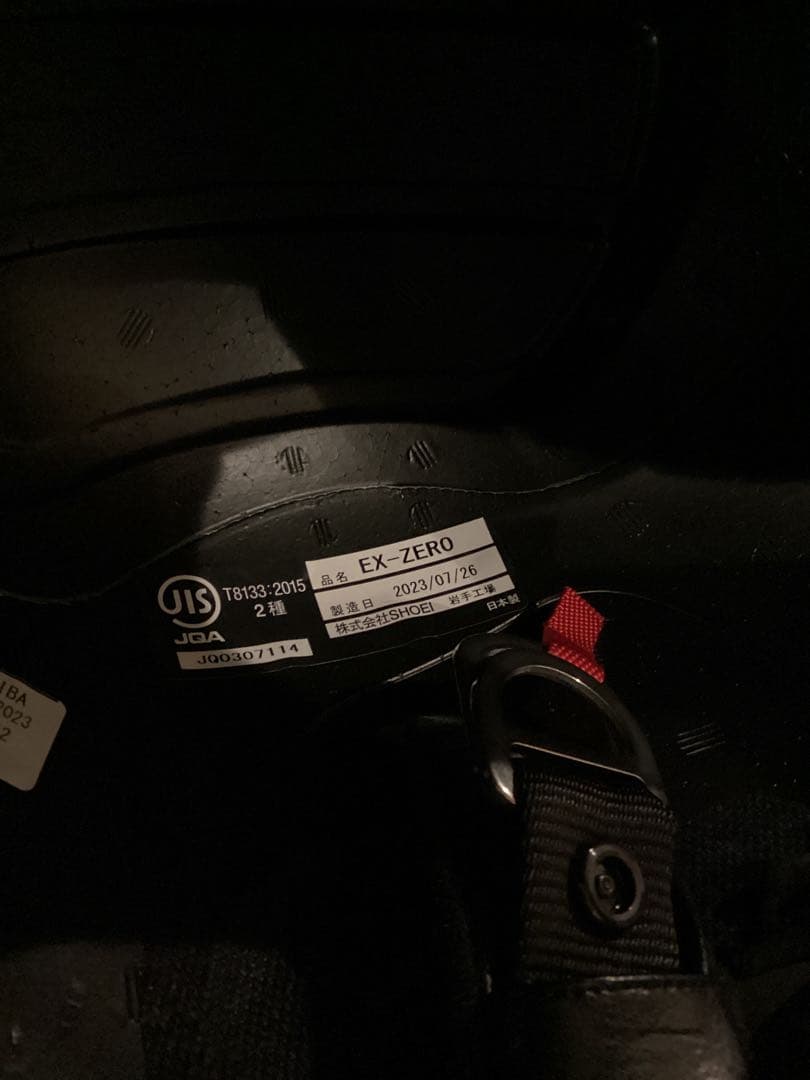 JIS
JQA
T8133:2015
2種
JQ0307114
品名 EX-ZERO
製造日 2023/07/26
株式会社SHOEI 岩手工場 日本製